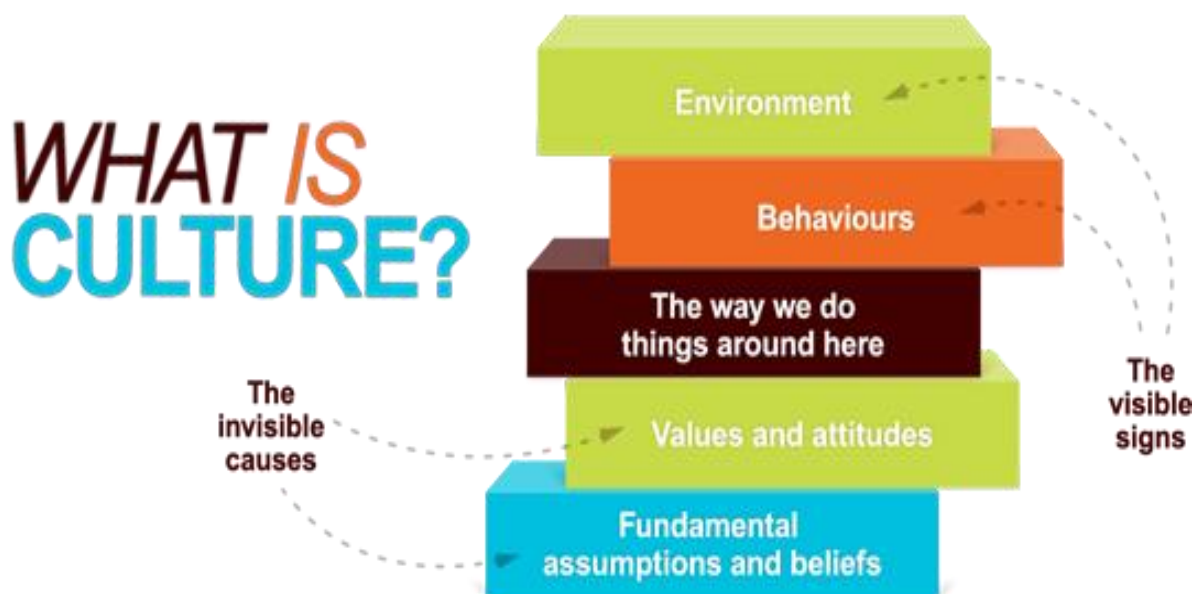 WHAT IS
CULTURE?
Environment
Behaviours
The way we do
things around here
Values and attitudes
Fundamental
assumptions and beliefs
The
invisible
causes
The
visible
signs